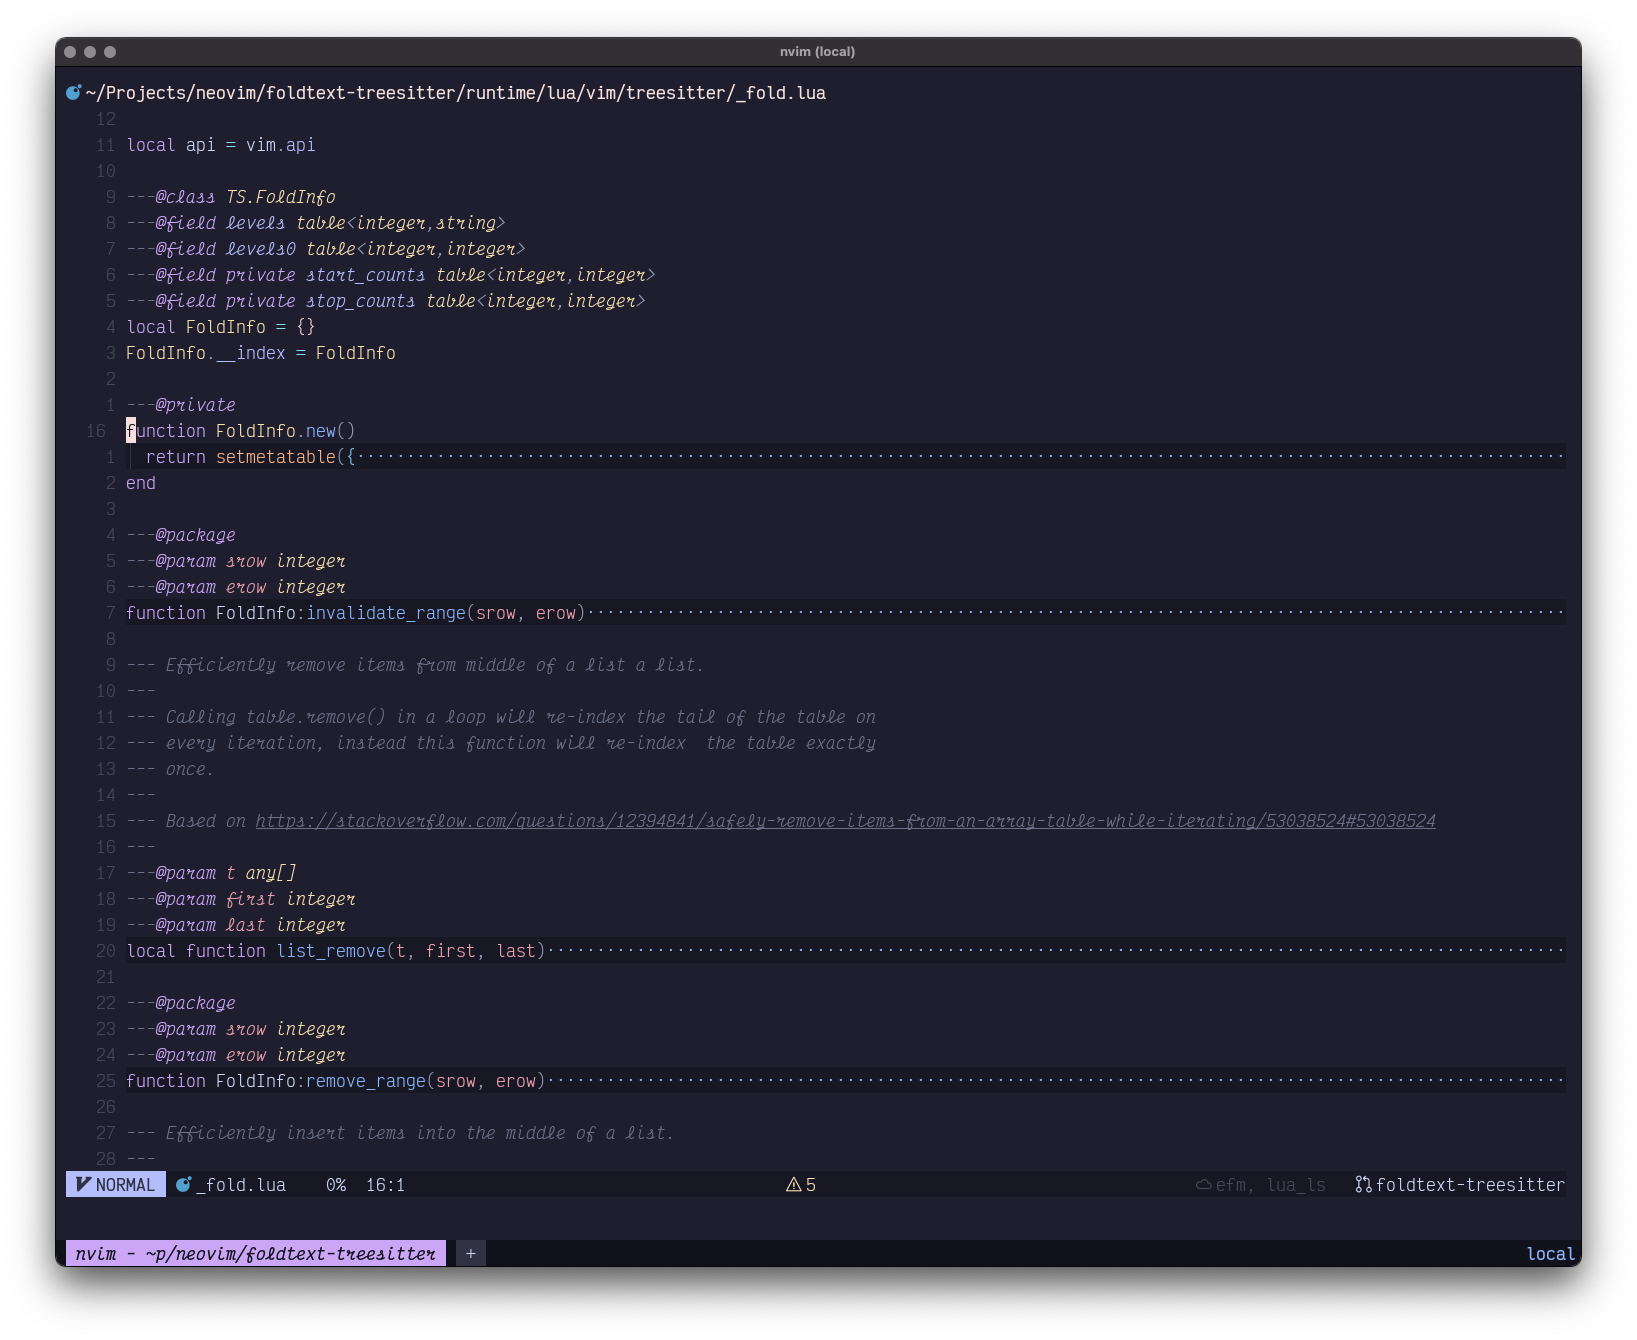 nvim (local)
~/Projects/neovim/foldtext-treesitter/runtime/lua/vim/treesitter/_fold.lua
12
11 local api = vim.api
10
9 ---@class TS.FoldInfo
8 ---@field levels table<integer,string>
7 ---@field levels0 table<integer,integer>
6 ---@field private start_counts table<integer,integer>
5 ---@field private stop_counts table<integer,integer>
4 local FoldInfo = {}
3 FoldInfo.__index = FoldInfo
2
1 ---@private
16 function FoldInfo.new()
1 return setmetatable({························································································································
2 end
3
4 ---@package
5 ---@param srow integer
6 ---@param erow integer
7 function FoldInfo:invalidate_range(srow, erow)··································································································
8
9 --- Efficiently remove items from middle of a list a list.
10 ---
11 --- Calling table.remove() in a loop will re-index the tail of the table on
12 --- every iteration, instead this function will re-index  the table exactly
13 --- once.
14 ---
15 --- Based on https://stackoverflow.com/questions/12394841/safely-remove-items-from-an-array-table-while-iterating/53038524#53038524
16 ---
17 ---@param t any[]
18 ---@param first integer
19 ---@param last integer
20 local function list_remove(t, first, last)······································································································
21
22 ---@package
23 ---@param srow integer
24 ---@param erow integer
25 function FoldInfo:remove_range(srow, erow)······································································································
26
27 --- Efficiently insert items into the middle of a list.
28 ---
NORMAL _fold.lua 0% 16:1 5 efm, lua_ls foldtext-treesitter
nvim - ~p/neovim/foldtext-treesitter + local